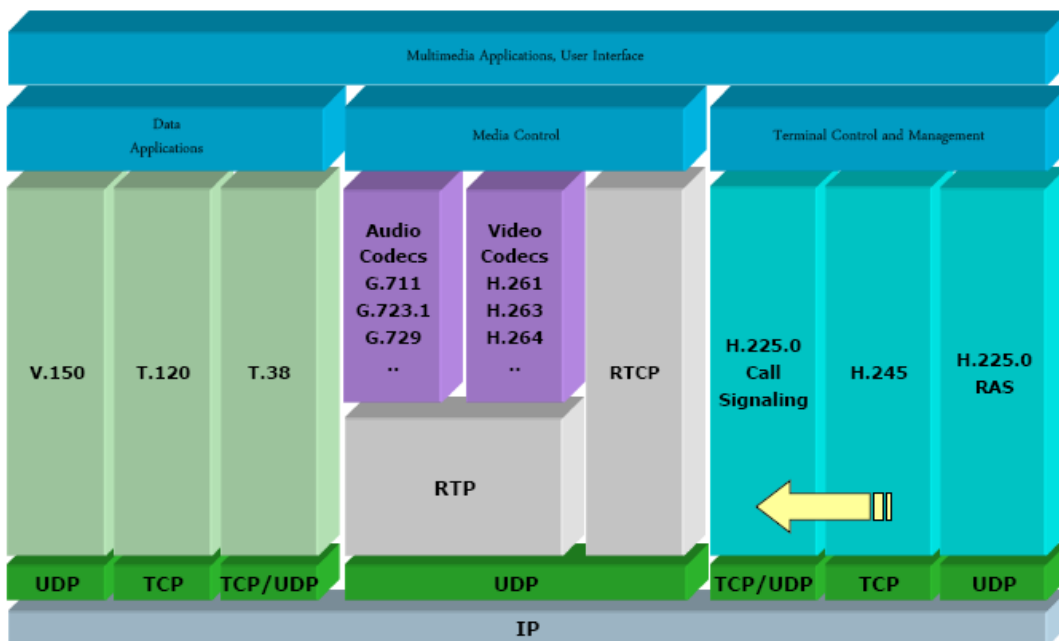 Multimedia Applications, User Interface
Data
Applications
Media Control
Terminal Control and Management
V.150
T.120
T.38
Audio
Codecs
G.711
G.723.1
G.729
..
Video
Codecs
H.261
H.263
H.264
..
RTP
RTCP
H.225.0
Call
Signaling
H.245
H.225.0
RAS
UDP
TCP
TCP/UDP
UDP
TCP/UDP
TCP
UDP
IP